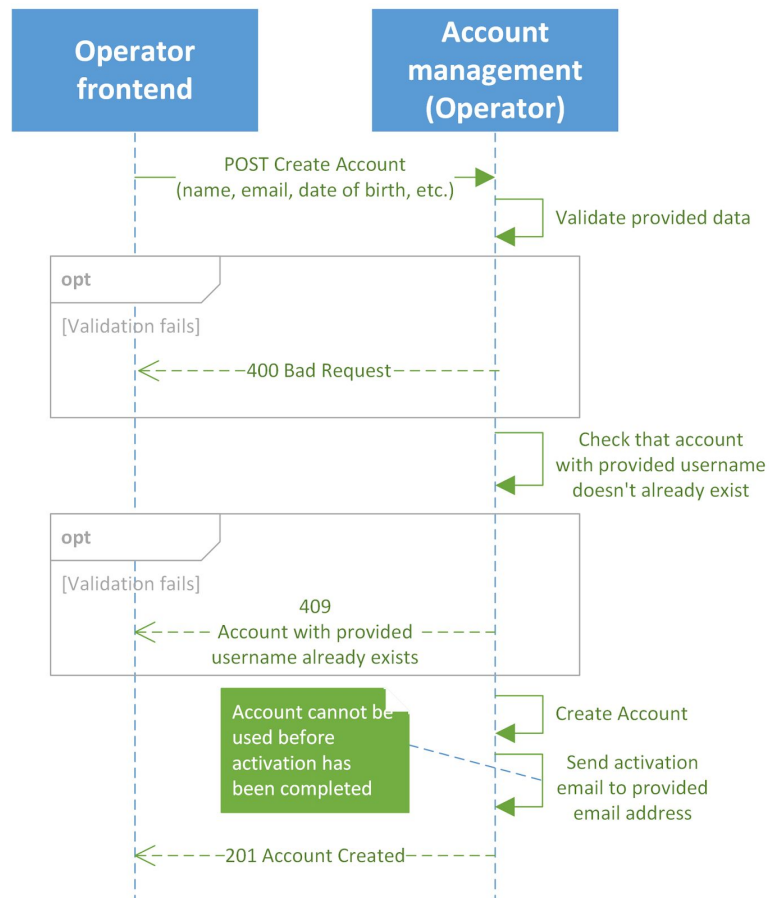 Operator
frontend
Account
management
(Operator)
POST Create Account
(name, email, date of birth, etc.)
Validate provided data
opt
[Validation fails]
400 Bad Request
Check that account
with provided username
doesn't already exist
opt
[Validation fails]
409
Account with provided
username already exists
Account cannot be
used before
activation has
been completed
Create Account
Send activation
email to provided
email address
201 Account Created